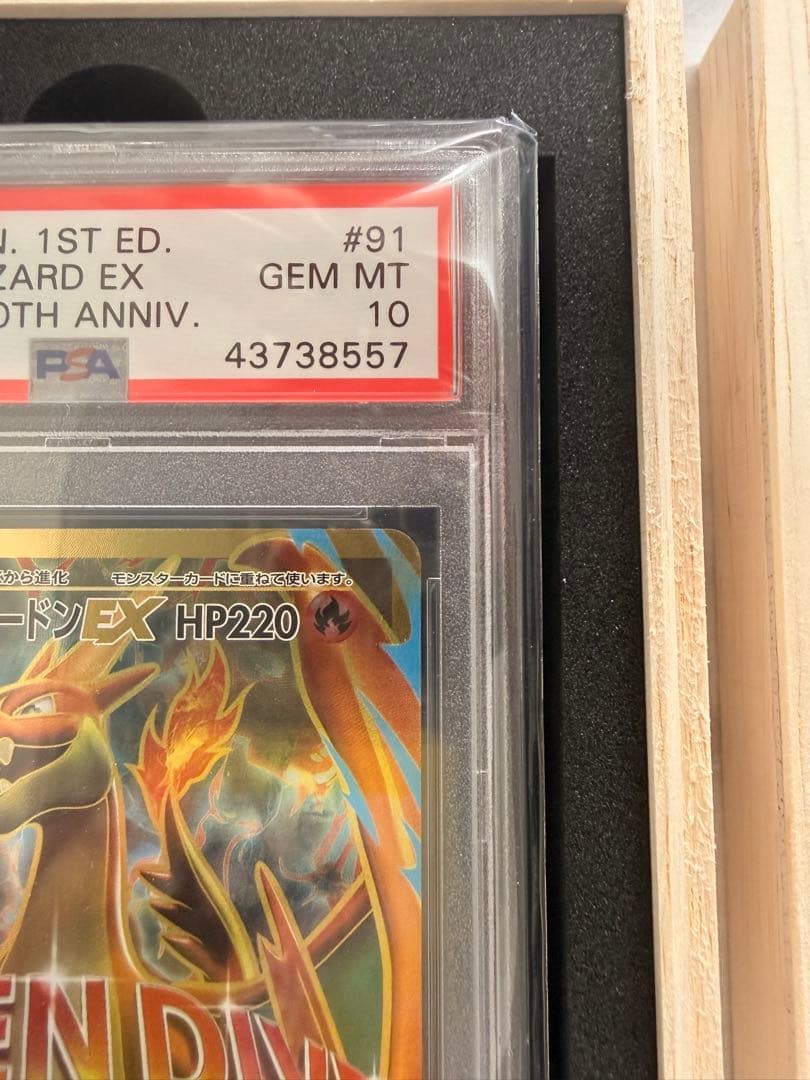 N. 1ST ED. #91
ZARD EX GEM MT
0TH ANNIV. 10
PSA 43738557
から進化 モンスターカードに重ねて使います。
ードンEX HP220
EN DIV